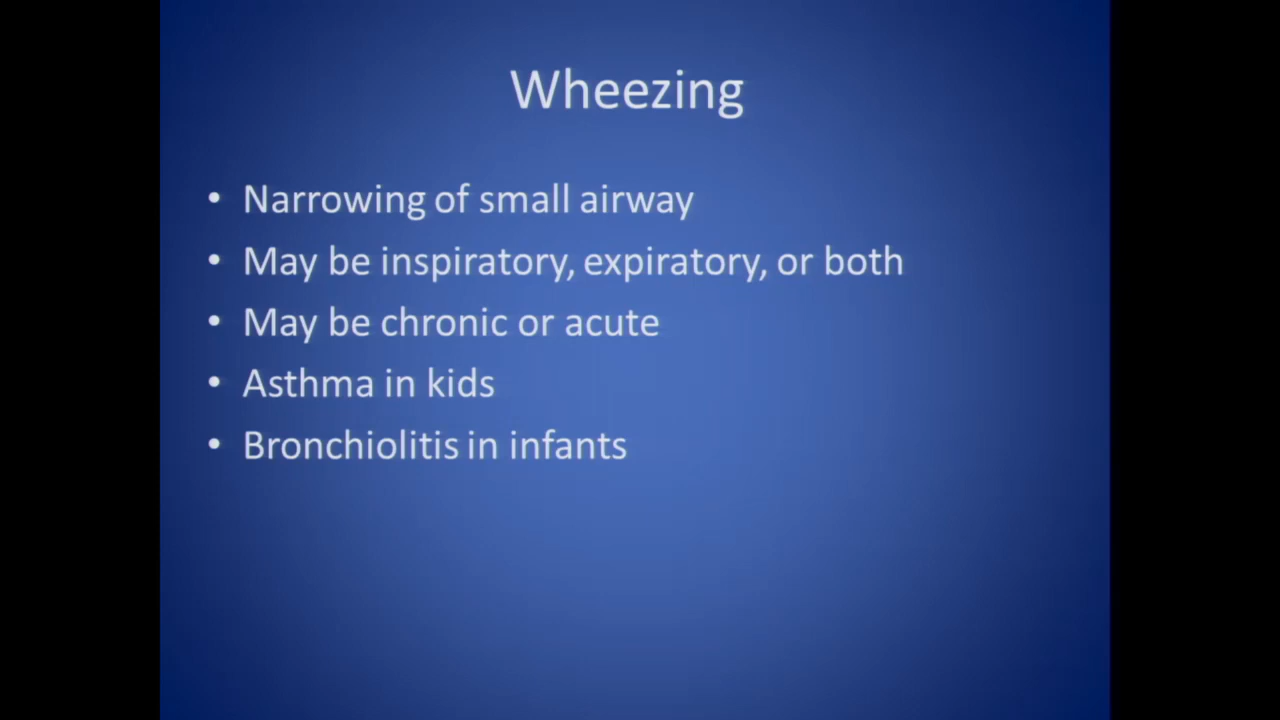 Wheezing
• Narrowing of small airway
• May be inspiratory, expiratory, or both
• May be chronic or acute
• Asthma in kids
• Bronchiolitis in infants